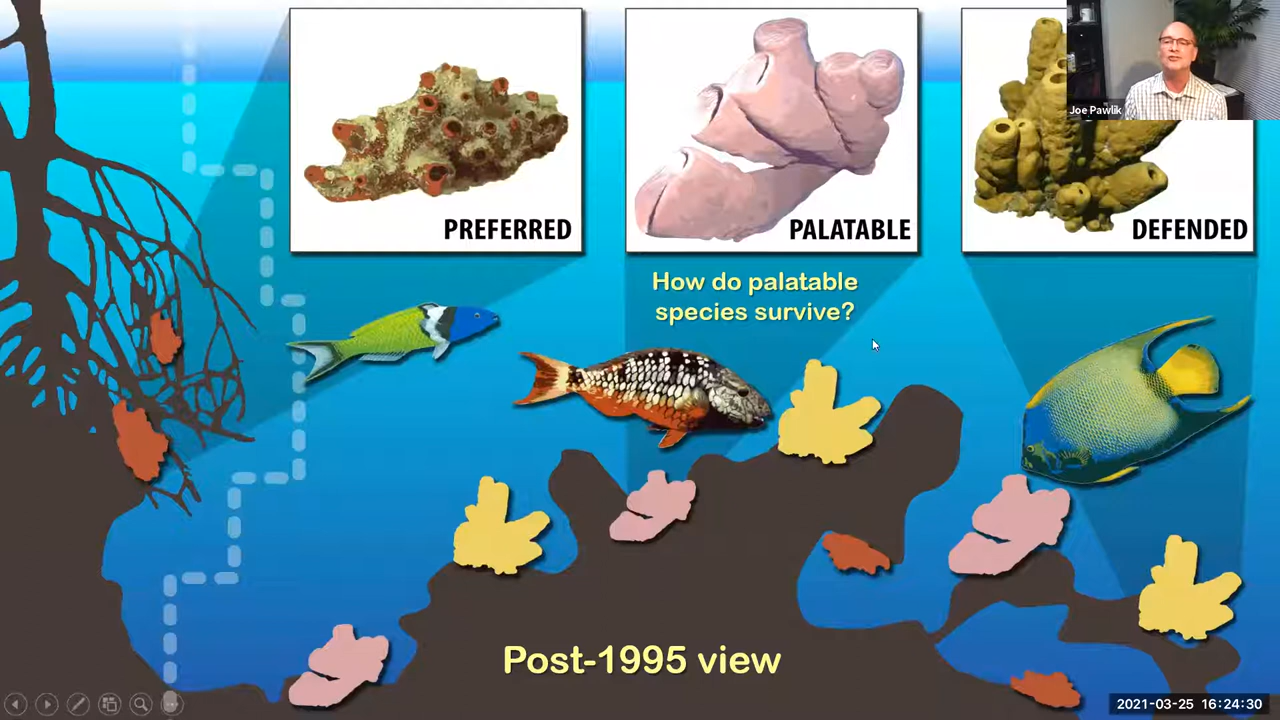 PREFERRED
PALATABLE
DEFENDED
Joe Pawlik
How do palatable
species survive?
Post-1995 view
2021-03-25 16:24:30